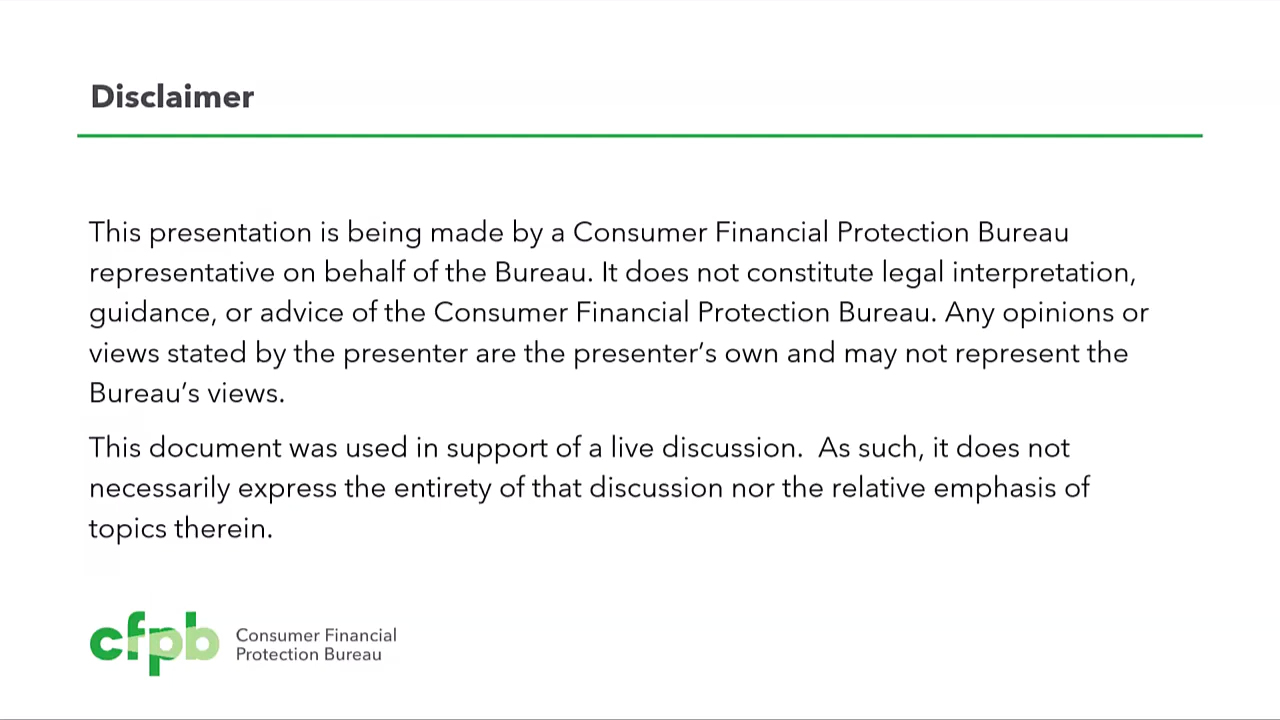 Disclaimer
This presentation is being made by a Consumer Financial Protection Bureau
representative on behalf of the Bureau. It does not constitute legal interpretation,
guidance, or advice of the Consumer Financial Protection Bureau. Any opinions or
views stated by the presenter are the presenter’s own and may not represent the
Bureau’s views.
This document was used in support of a live discussion.  As such, it does not
necessarily express the entirety of that discussion nor the relative emphasis of
topics therein.
cfpb
Consumer Financial
Protection Bureau